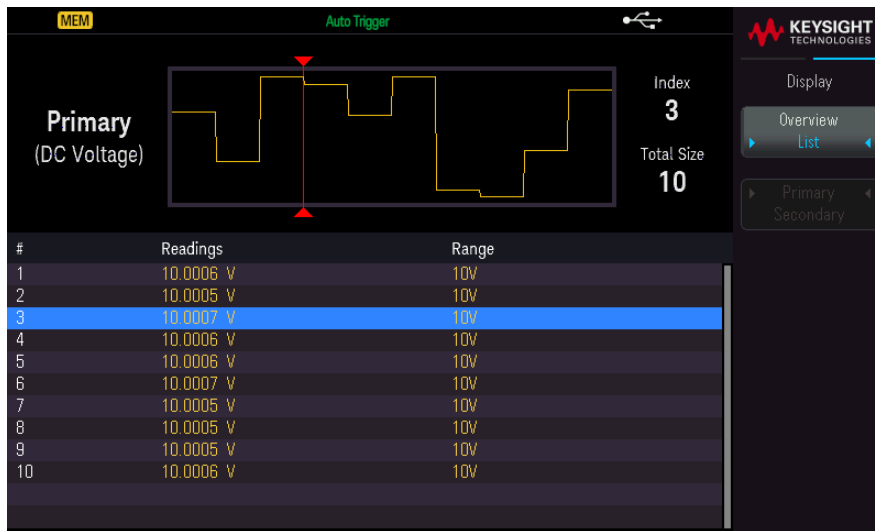 MEM Auto Trigger
KEYSIGHT
TECHNOLOGIES
Display
Overview
List
Primary
Secondary
Primary
(DC Voltage)
Index
3
Total Size
10
# Readings Range
1 10.0006 V 10V
2 10.0005 V 10V
3 10.0007 V 10V
4 10.0006 V 10V
5 10.0006 V 10V
6 10.0007 V 10V
7 10.0005 V 10V
8 10.0005 V 10V
9 10.0005 V 10V
10 10.0006 V 10V